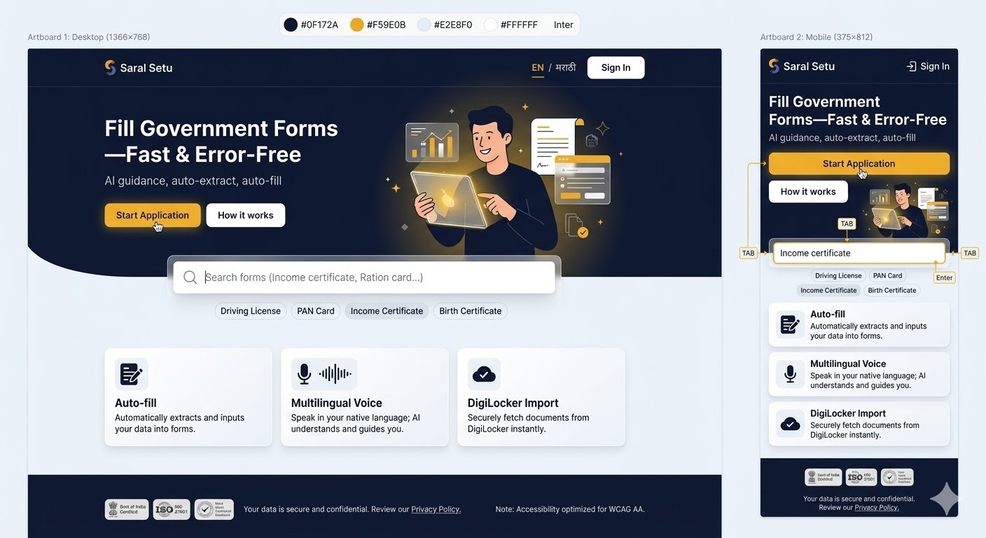 #0F172A
#F59E0B
#E2E8F0
#FFFFFF
Inter
Artboard 1: Desktop (1366×768)
Saral Setu
EN / मराठी
Sign In
Fill Government Forms
—Fast & Error-Free
AI guidance, auto-extract, auto-fill
Start Application
How it works
Search forms (Income certificate, Ration card...)
Driving License
PAN Card
Income Certificate
Birth Certificate
Auto-fill
Automatically extracts and inputs
your data into forms.
Multilingual Voice
Speak in your native language; AI
understands and guides you.
DigiLocker Import
Securely fetch documents from
DigiLocker instantly.
Govt of India
ISO
Your data is secure and confidential. Review our Privacy Policy.
Note: Accessibility optimized for WCAG AA.
Artboard 2: Mobile (375×812)
Saral Setu
Sign In
Fill Government
Forms—Fast & Error-Free
AI guidance, auto-extract, auto-fill
Start Application
How it works
TAB
TAB
Income certificate
TAB
Enter
Driving License
PAN Card
Income Certificate
Birth Certificate
Auto-fill
Automatically extracts and inputs
your data into forms.
Multilingual Voice
Speak in your native language; AI
understands and guides you.
DigiLocker Import
Securely fetch documents from
DigiLocker instantly.
ISO
Your data is secure and confidential.
Review our Privacy Policy.